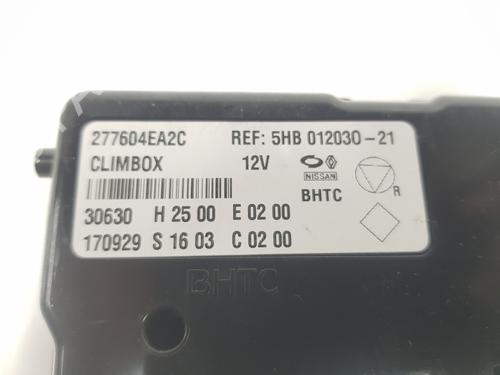 277604EA2C REF: 5HB 012030-21
CLIMBOX 12V
NISSAN
BHTC
R
30630 H 25 00 E 02 00
170929 S 16 03 C 02 00
BHTC